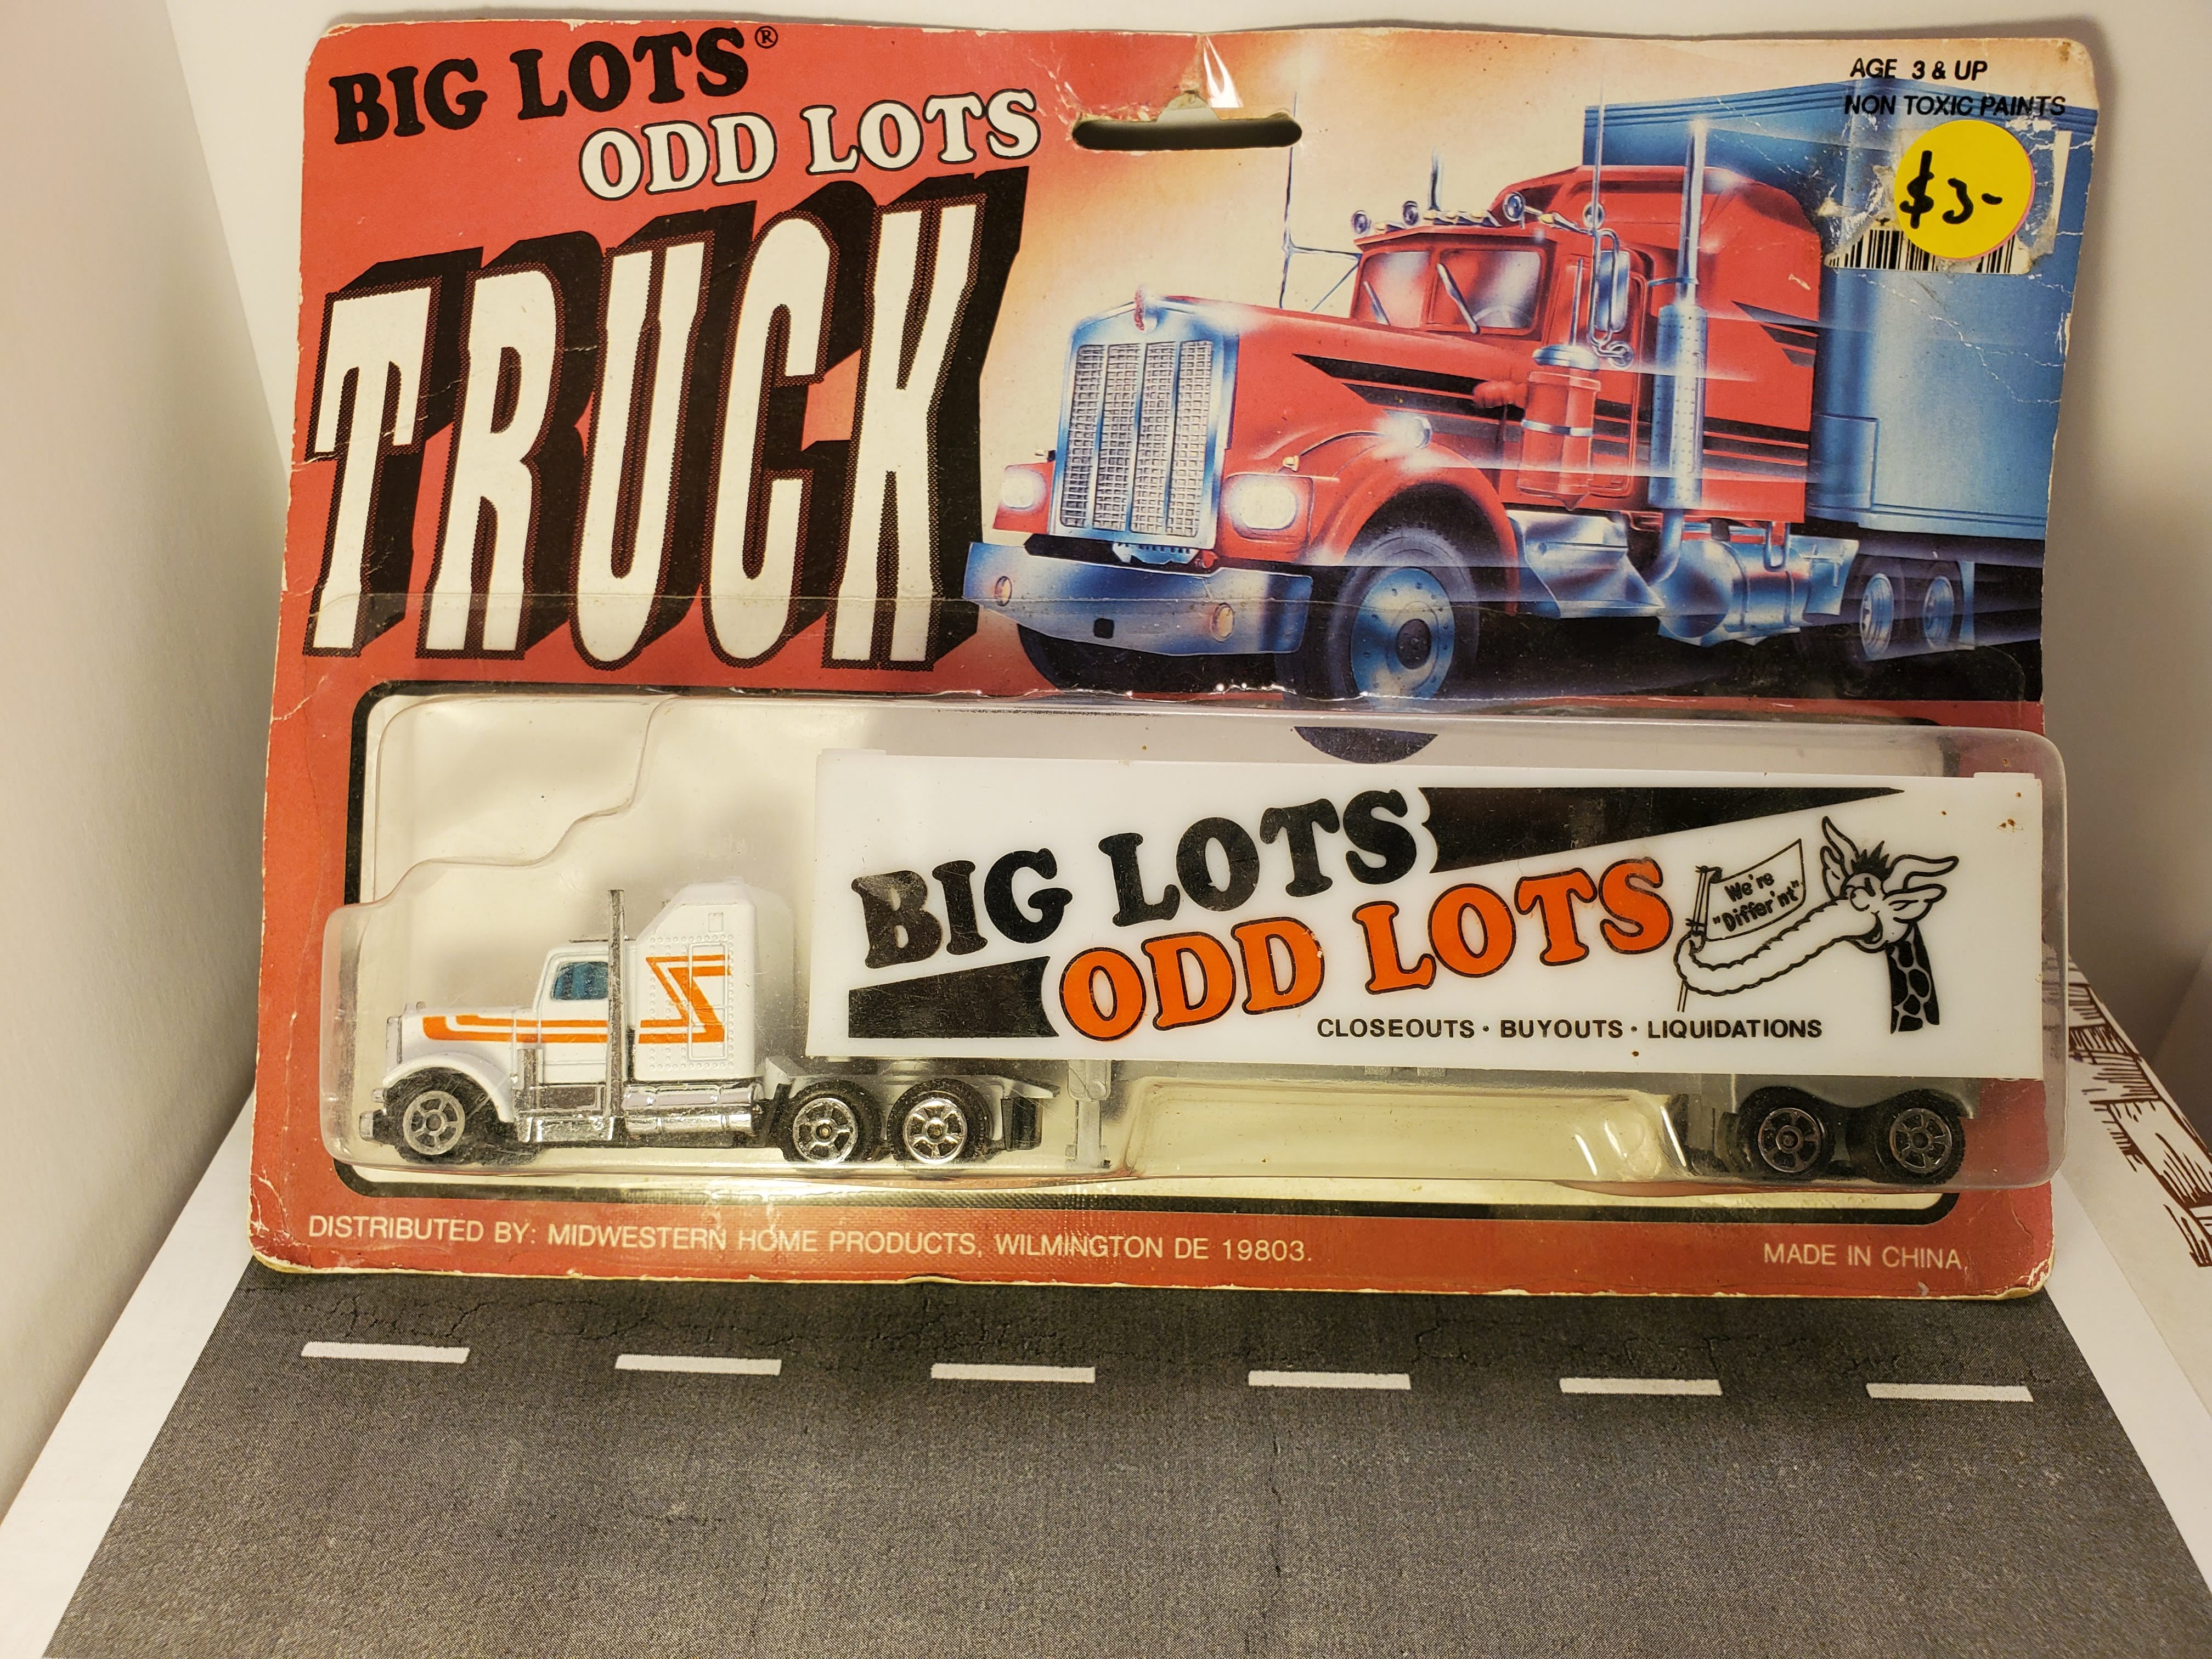 BIG LOTS®
ODD LOTS
TRUCK
AGE 3 & UP
NON TOXIC PAINTS
$3-
BIG LOTS
ODD LOTS
We're
"Differ'nt"
CLOSEOUTS · BUYOUTS · LIQUIDATIONS
DISTRIBUTED BY: MIDWESTERN HOME PRODUCTS, WILMINGTON DE 19803.
MADE IN CHINA.